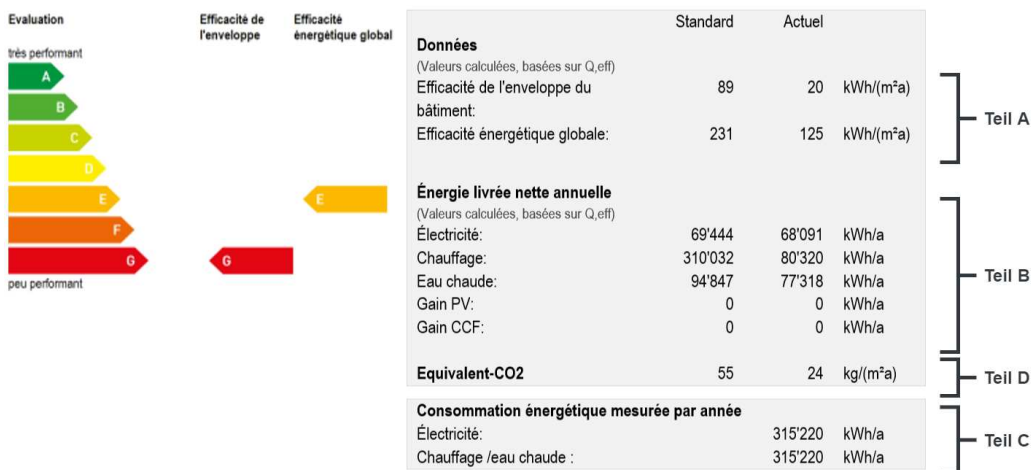 Evaluation
Efficacité de l'enveloppe
Efficacité énergétique global
très performant
A
B
C
D
E
F
G
peu performant
E
G
Standard Actuel
Données
(Valeurs calculées, basées sur Q,eff)
Efficacité de l'enveloppe du bâtiment: 89 20 kWh/(m²a)
Efficacité énergétique globale: 231 125 kWh/(m²a)
Teil A
Énergie livrée nette annuelle
(Valeurs calculées, basées sur Q,eff)
Électricité: 69'444 68'091 kWh/a
Chauffage: 310'032 80'320 kWh/a
Eau chaude: 94'847 77'318 kWh/a
Gain PV: 0 0 kWh/a
Gain CCF: 0 0 kWh/a
Teil B
Equivalent-CO2 55 24 kg/(m²a)
Teil D
Consommation énergétique mesurée par année
Électricité: 315'220 kWh/a
Chauffage /eau chaude : 315'220 kWh/a
Teil C